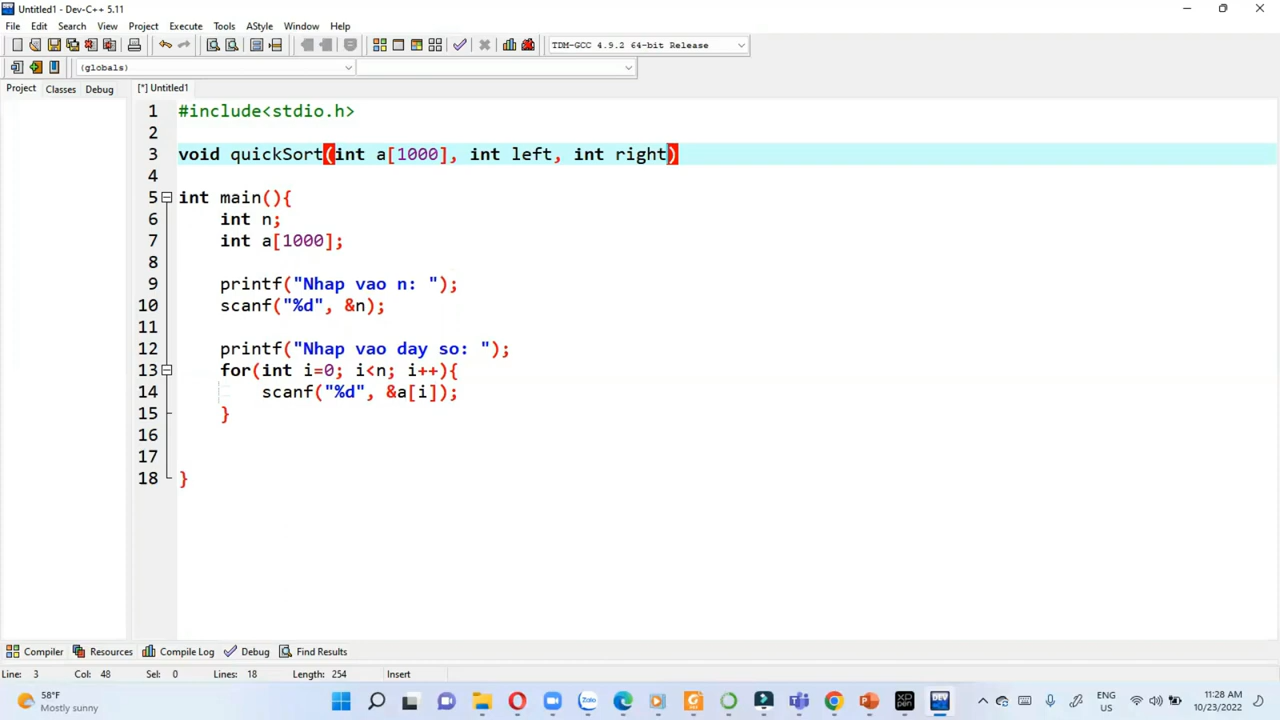 Untitled1 - Dev-C++ 5.11
File Edit Search View Project Execute Tools AStyle Window Help
TDM-GCC 4.9.2 64-bit Release
(globals)
Project Classes Debug [*] Untitled1
1 #include<stdio.h>
2
3 void quickSort(int a[1000], int left, int right)
4
5 int main(){
6 int n;
7 int a[1000];
8
9 printf("Nhap vao n: ");
10 scanf("%d", &n);
11
12 printf("Nhap vao day so: ");
13 for(int i=0; i<n; i++){
14 scanf("%d", &a[i]);
15 }
16
17
18 }
Compiler Resources Compile Log Debug Find Results
Line: 3 Col: 48 Sel: 0 Lines: 18 Length: 254 Insert
58°F
Mostly sunny
Zalo
DEV
xp
pen
ENG
US
11:28 AM
10/23/2022